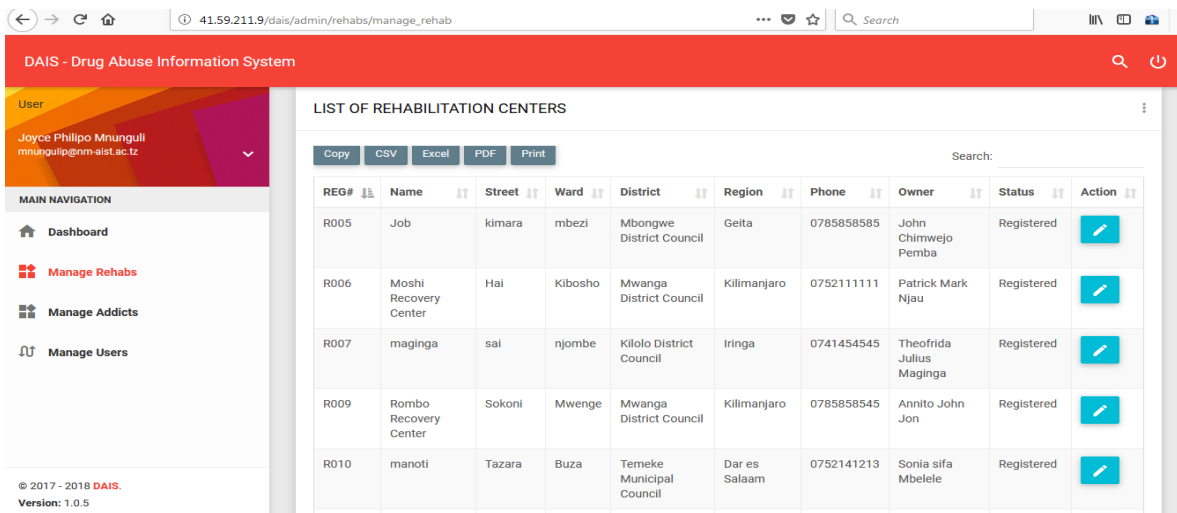 41.59.211.9/dais/admin/rehabs/manage_rehab
Search
DAIS - Drug Abuse Information System
User
Joyce Philipo Mnunguli
mnungulip@nm-aist.ac.tz
MAIN NAVIGATION
Dashboard
Manage Rehabs
Manage Addicts
Manage Users
© 2017 - 2018 DAIS.
Version: 1.0.5
LIST OF REHABILITATION CENTERS
Copy CSV Excel PDF Print
Search:
REG# Name Street Ward District Region Phone Owner Status Action
R005 Job kimara mbezi Mbongwe Geita 0785858585 John Registered
District Council Chimwejo
Pemba
R006 Moshi Hai Kibosho Mwanga Kilimanjaro 0752111111 Patrick Mark Registered
Recovery District Council Njau
Center
R007 maginga sai njombe Kilolo District Iringa 0741454545 Theofrida Registered
Council Julius
Maginga
R009 Rombo Sokoni Mwenge Mwanga Kilimanjaro 0785858545 Annito John Registered
Recovery District Council Jon
Center
R010 manoti Tazara Buza Temeke Dar es 0752141213 Sonia sifa Registered
Municipal Salaam Mbelele
Council